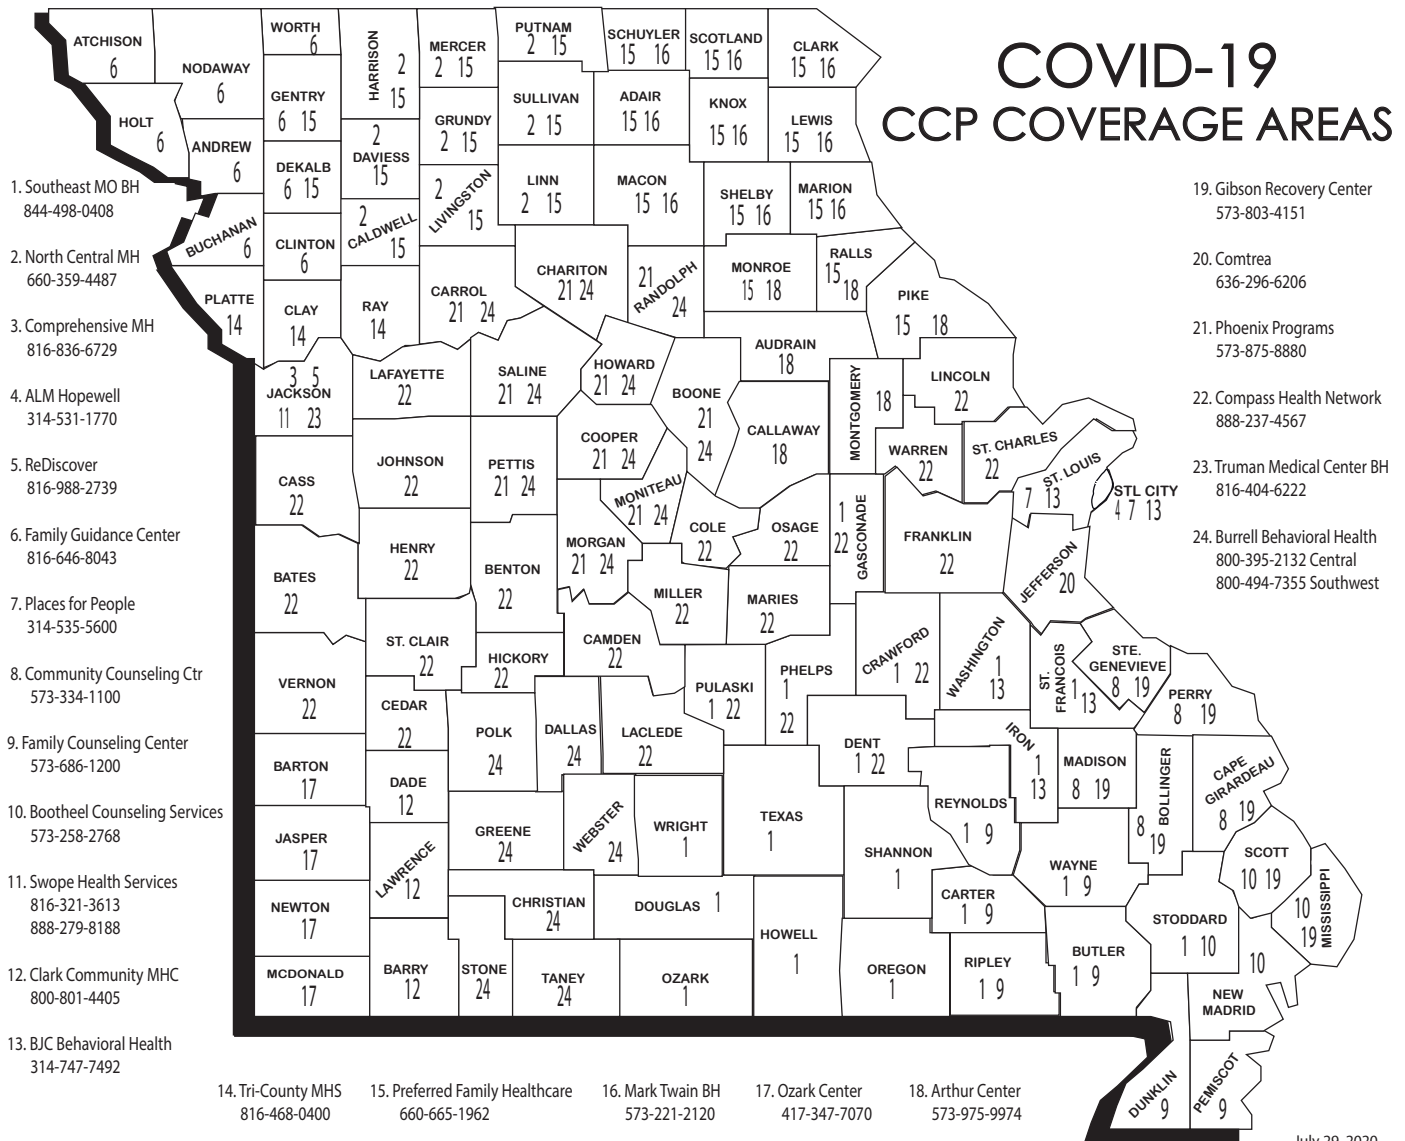 COVID-19
CCP COVERAGE AREAS
ATCHISON
6
NODAWAY
6
WORTH
6
HARRISON
2
15
MERCER
2 15
PUTNAM
2 15
SCHUYLER
15 16
SCOTLAND
15 16
CLARK
15 16
HOLT
6
ANDREW
6
GENTRY
6 15
GRUNDY
2 15
SULLIVAN
2 15
ADAIR
15 16
KNOX
15 16
LEWIS
15 16
DEKALB
6 15
2
DAVIESS
15
2
LIVINGSTON
15
LINN
2 15
MACON
15 16
SHELBY
15 16
MARION
15 16
BUCHANAN
6
CLINTON
6
2
CALDWELL
15
PLATTE
14
CLAY
14
RAY
14
CARROL
21 24
CHARITON
21 24
21
RANDOLPH
24
MONROE
15 18
RALLS
15
18
PIKE
15 18
3 5
JACKSON
11 23
LAFAYETTE
22
SALINE
21 24
HOWARD
21 24
BOONE
21
24
AUDRAIN
18
CALLAWAY
18
MONTGOMERY
18
LINCOLN
22
WARREN
22
ST. CHARLES
22
ST. LOUIS
7 13
STL CITY
4 7 13
CASS
22
JOHNSON
22
PETTIS
21 24
COOPER
21 24
MONITEAU
21 24
COLE
22
OSAGE
22
1
22
GASCONADE
FRANKLIN
22
JEFFERSON
20
BATES
22
HENRY
22
BENTON
22
MORGAN
21 24
MILLER
22
MARIES
22
ST. CLAIR
22
HICKORY
22
CAMDEN
22
PULASKI
1 22
PHELPS
1
22
CRAWFORD
1 22
WASHINGTON
1
13
ST.
FRANCOIS
1
13
STE.
GENEVIEVE
8 19
PERRY
8 19
VERNON
22
CEDAR
22
POLK
24
DALLAS
24
LACLEDE
22
DENT
1 22
IRON
1
13
MADISON
8 19
BOLLINGER
8
19
CAPE
GIRARDEAU
8 19
BARTON
17
DADE
12
GREENE
24
WEBSTER
24
WRIGHT
1
TEXAS
1
SHANNON
1
REYNOLDS
1 9
WAYNE
1 9
SCOTT
10 19
JASPER
17
LAWRENCE
12
CHRISTIAN
24
DOUGLAS 1
HOWELL
1
CARTER
1 9
STODDARD
1 10
10
19
MISSISSIPPI
NEWTON
17
MCDONALD
17
BARRY
12
STONE
24
TANEY
24
OZARK
1
OREGON
1
RIPLEY
1 9
BUTLER
1 9
10
NEW
MADRID
DUNKLIN
9
PEMISCOT
9
1. Southeast MO BH
844-498-0408
2. North Central MH
660-359-4487
3. Comprehensive MH
816-836-6729
4. ALM Hopewell
314-531-1770
5. ReDiscover
816-988-2739
6. Family Guidance Center
816-646-8043
7. Places for People
314-535-5600
8. Community Counseling Ctr
573-334-1100
9. Family Counseling Center
573-686-1200
10. Bootheel Counseling Services
573-258-2768
11. Swope Health Services
816-321-3613
888-279-8188
12. Clark Community MHC
800-801-4405
13. BJC Behavioral Health
314-747-7492
14. Tri-County MHS
816-468-0400
15. Preferred Family Healthcare
660-665-1962
16. Mark Twain BH
573-221-2120
17. Ozark Center
417-347-7070
18. Arthur Center
573-975-9974
19. Gibson Recovery Center
573-803-4151
20. Comtrea
636-296-6206
21. Phoenix Programs
573-875-8880
22. Compass Health Network
888-237-4567
23. Truman Medical Center BH
816-404-6222
24. Burrell Behavioral Health
800-395-2132 Central
800-494-7355 Southwest
July 29, 2020